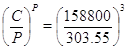 (C/P)^P = (158800/303.55)^3